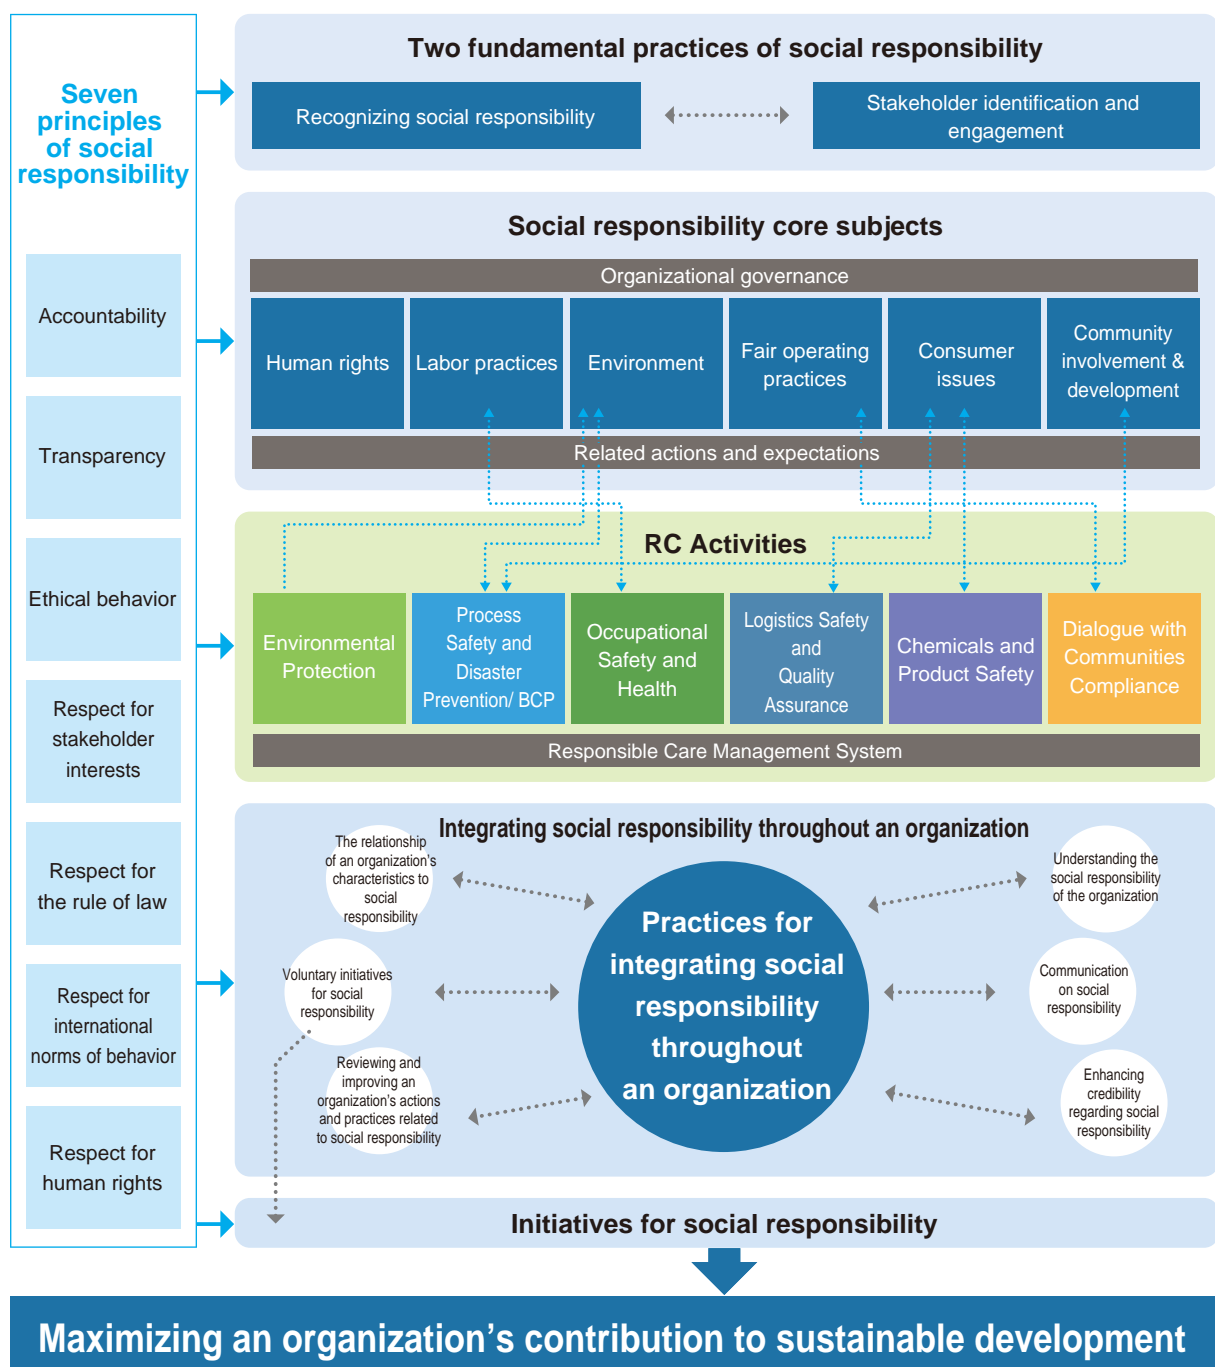 Seven
principles
of social
responsibility
Accountability
Transparency
Ethical behavior
Respect for
stakeholder
interests
Respect for
the rule of law
Respect for
international
norms of behavior
Respect for
human rights
Two fundamental practices of social responsibility
Recognizing social responsibility
Stakeholder identification and
engagement
Social responsibility core subjects
Organizational governance
Human rights
Labor practices
Environment
Fair operating
practices
Consumer
issues
Community
involvement &
development
Related actions and expectations
RC Activities
Environmental
Protection
Process
Safety and
Disaster
Prevention/ BCP
Occupational
Safety and
Health
Logistics Safety
and
Quality
Assurance
Chemicals and
Product Safety
Dialogue with
Communities
Compliance
Responsible Care Management System
Integrating social responsibility throughout an organization
The relationship
of an organization's
characteristics to
social
responsibility
Voluntary initiatives
for social
responsibility
Reviewing and
improving an
organization's actions
and practices related
to social responsibility
Practices for
integrating social
responsibility
throughout
an organization
Understanding the
social responsibility
of the organization
Communication
on social
responsibility
Enhancing
credibility
regarding social
responsibility
Initiatives for social responsibility
Maximizing an organization's contribution to sustainable development